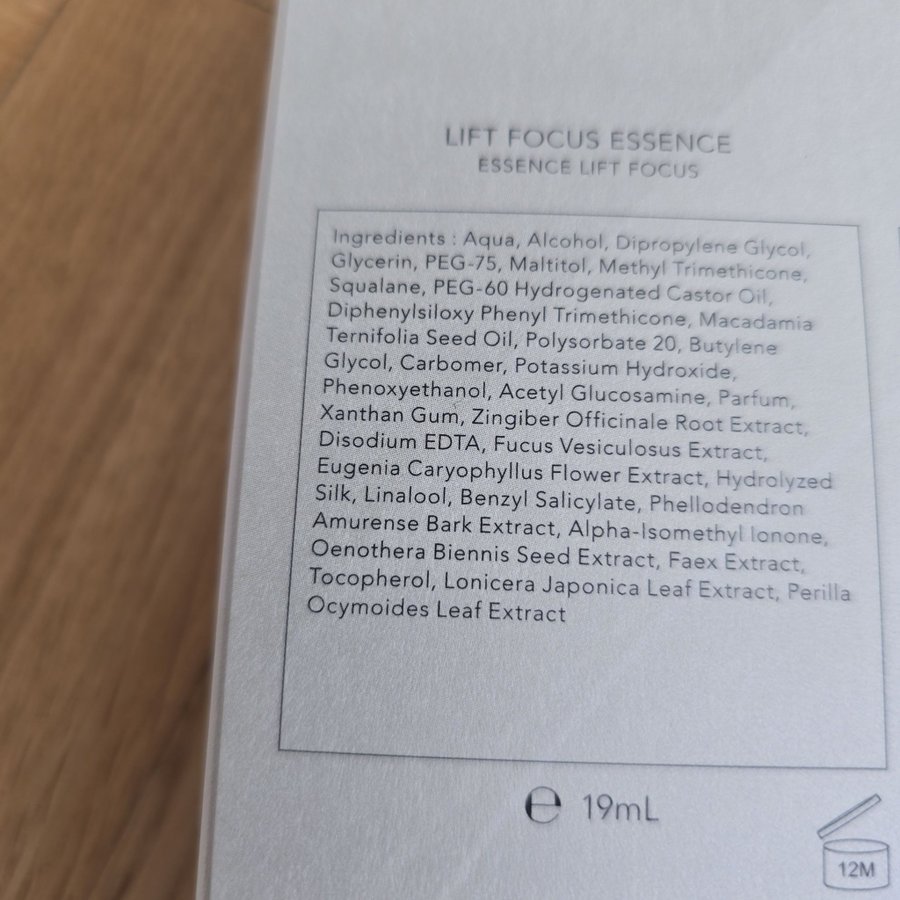 LIFT FOCUS ESSENCE
ESSENCE LIFT FOCUS
Ingredients : Aqua, Alcohol, Dipropylene Glycol,
Glycerin, PEG-75, Maltitol, Methyl Trimethicone,
Squalane, PEG-60 Hydrogenated Castor Oil,
Diphenylsiloxy Phenyl Trimethicone, Macadamia
Ternifolia Seed Oil, Polysorbate 20, Butylene
Glycol, Carbomer, Potassium Hydroxide,
Phenoxyethanol, Acetyl Glucosamine, Parfum,
Xanthan Gum, Zingiber Officinale Root Extract,
Disodium EDTA, Fucus Vesiculosus Extract,
Eugenia Caryophyllus Flower Extract, Hydrolyzed
Silk, Linalool, Benzyl Salicylate, Phellodendron
Amurense Bark Extract, Alpha-Isomethyl Ionone,
Oenothera Biennis Seed Extract, Faex Extract,
Tocopherol, Lonicera Japonica Leaf Extract, Perilla
Ocymoides Leaf Extract
℮ 19mL
12M